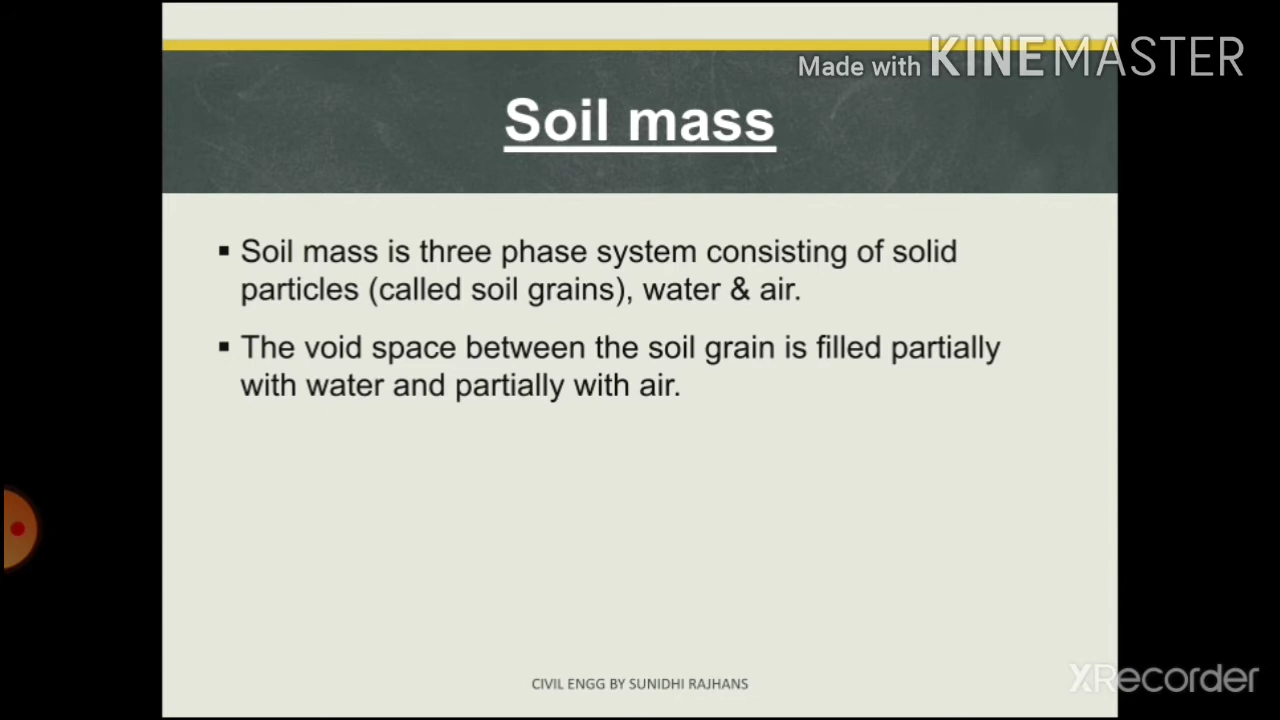 Made with KINEMASTER
Soil mass
▪ Soil mass is three phase system consisting of solid
particles (called soil grains), water & air.
▪ The void space between the soil grain is filled partially
with water and partially with air.
CIVIL ENGG BY SUNIDHI RAJHANS
XRecorder